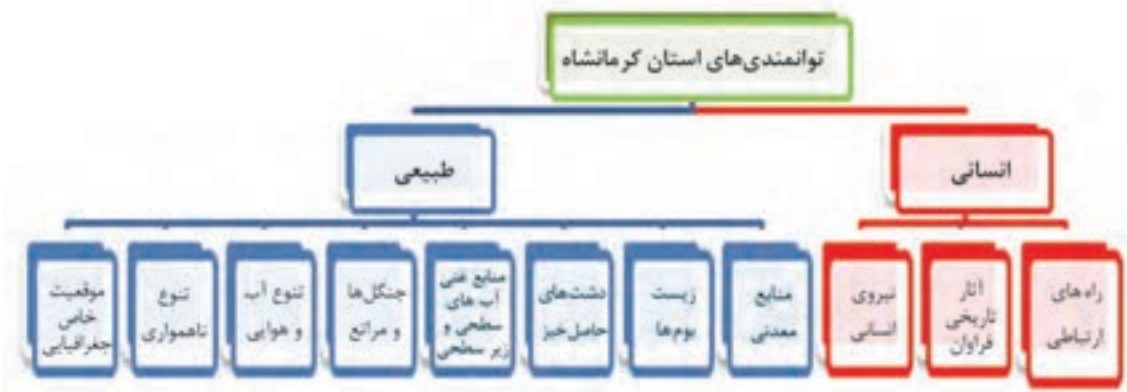 توانمندی‌های استان کرمانشاه
انسانی
طبیعی
راه‌های
ارتباطی
آثار
تاریخی
فراوان
نیروی
انسانی
منابع
معدنی
زیست
بوم‌ها
دشت‌های
حاصل‌خیز
منابع غنی
آب های
سطحی و
زیر سطحی
جنگل‌ها
و مراتع
تنوع آب
و هوایی
تنوع
ناهمواری
موقعیت
خاص
جغرافیایی